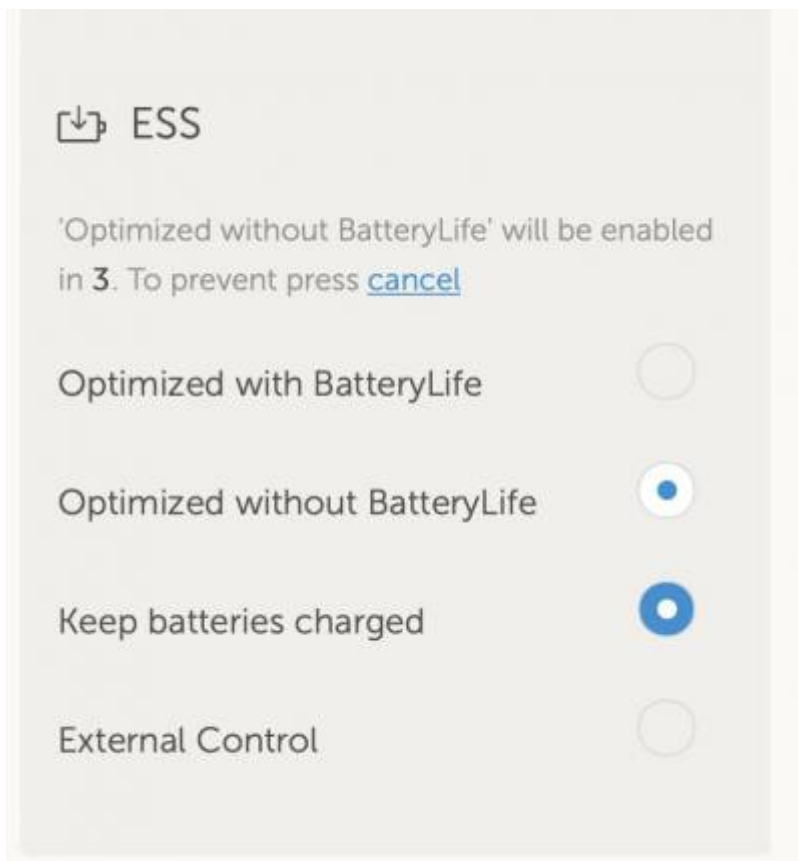 ESS
'Optimized without BatteryLife' will be enabled
in 3. To prevent press cancel
Optimized with BatteryLife
Optimized without BatteryLife
Keep batteries charged
External Control